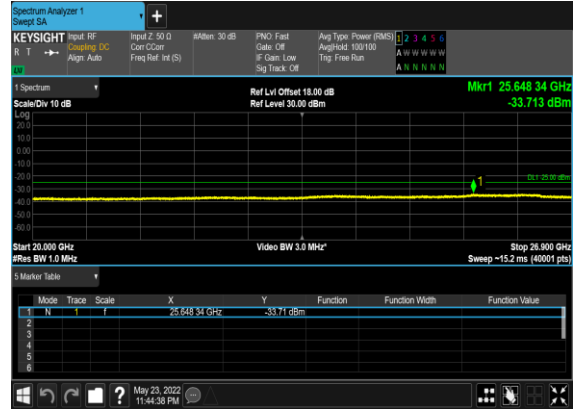 Spectrum Analyzer 1
Swept SA
+
KEYSIGHT Input: RF Input Z: 50 Ω #Atten: 30 dB PNO: Fast Avg Type: Power (RMS) 1 2 3 4 5 6
R T Coupling: DC Corr CCorr Gate: Off Avg|Hold: 100/100 A W W W W W
Align: Auto Freq Ref: Int (S) IF Gain: Low Trig: Free Run A N N N N N
Sig Track: Off
1 Spectrum Ref Lvl Offset 18.00 dB Mkr1 25.648 34 GHz
Scale/Div 10 dB Ref Level 30.00 dBm -33.713 dBm
Log
20.0
10.0
0.00
-10.0
-20.0
1 DL1 -25.00 dBm
-30.0
-40.0
-50.0
-60.0
Start 20.000 GHz Video BW 3.0 MHz* Stop 26.900 GHz
#Res BW 1.0 MHz Sweep ~15.2 ms (40001 pts)
5 Marker Table
Mode Trace Scale X Y Function Function Width Function Value
1 N 1 f 25.648 34 GHz -33.71 dBm
2
3
4
5
6
? May 23, 2022
11:44:38 PM